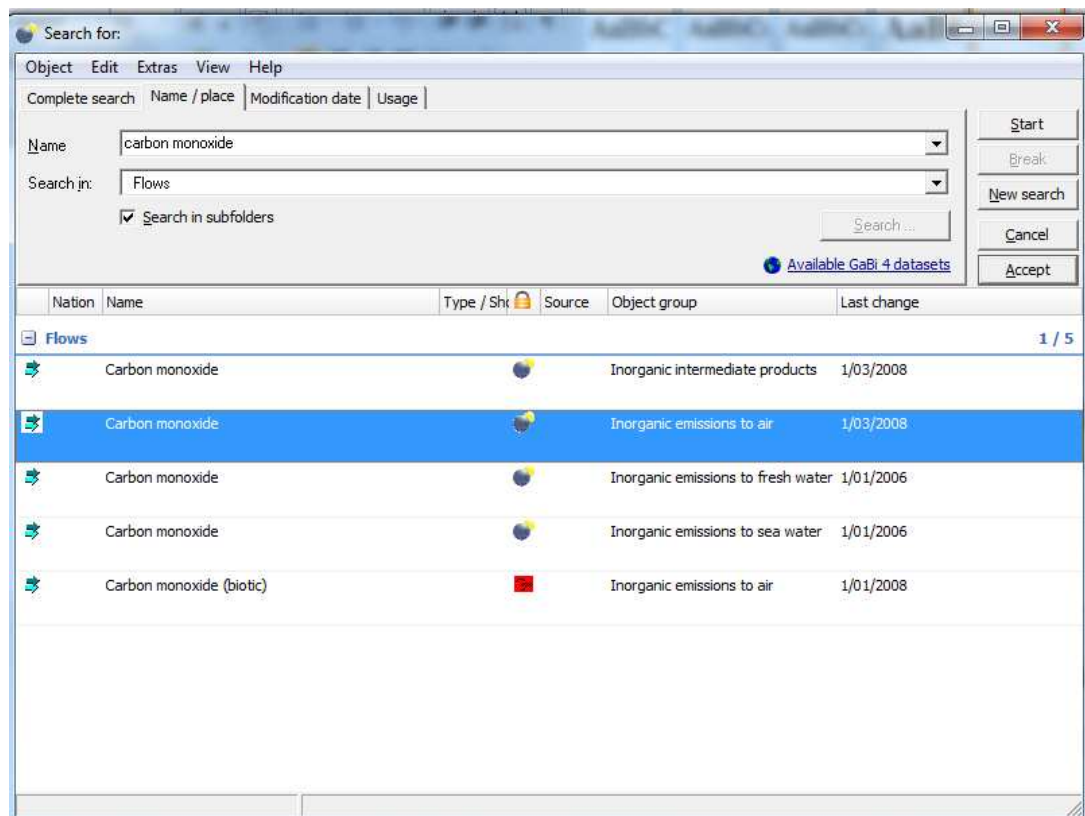 Search for:
Object Edit Extras View Help
Complete search Name / place Modification date Usage
Name carbon monoxide
Search in: Flows
Search in subfolders
Search ...
Available GaBi 4 datasets
Start
Break
New search
Cancel
Accept
Nation Name Type / Sho Source Object group Last change
Flows 1 / 5
Carbon monoxide Inorganic intermediate products 1/03/2008
Carbon monoxide Inorganic emissions to air 1/03/2008
Carbon monoxide Inorganic emissions to fresh water 1/01/2006
Carbon monoxide Inorganic emissions to sea water 1/01/2006
Carbon monoxide (biotic) Inorganic emissions to air 1/01/2008